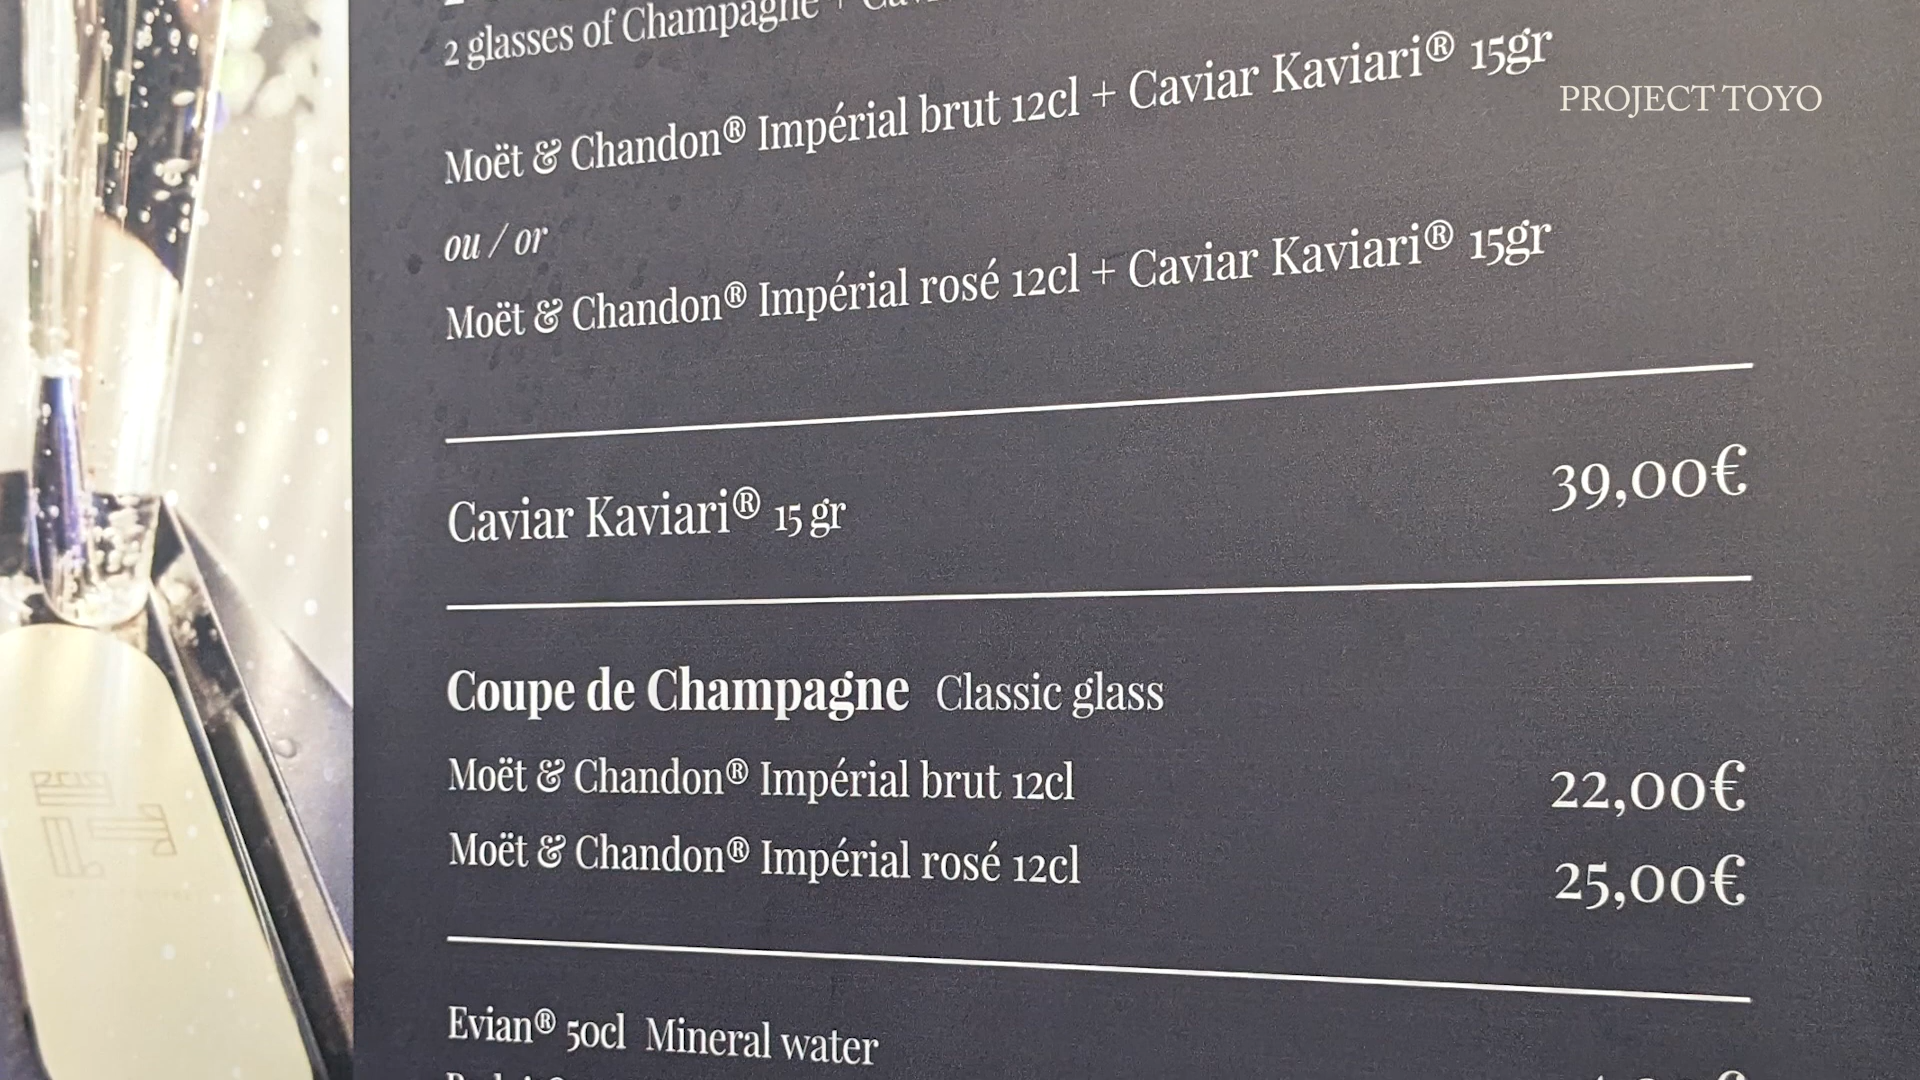 2 glasses of Champagne +
Moët & Chandon® Impérial brut 12cl + Caviar Kaviari® 15gr
PROJECT TOYO
ou / or
Moët & Chandon® Impérial rosé 12cl + Caviar Kaviari® 15gr
Caviar Kaviari® 15 gr 39,00€
Coupe de Champagne Classic glass
Moët & Chandon® Impérial brut 12cl 22,00€
Moët & Chandon® Impérial rosé 12cl 25,00€
Evian® 50cl Mineral water